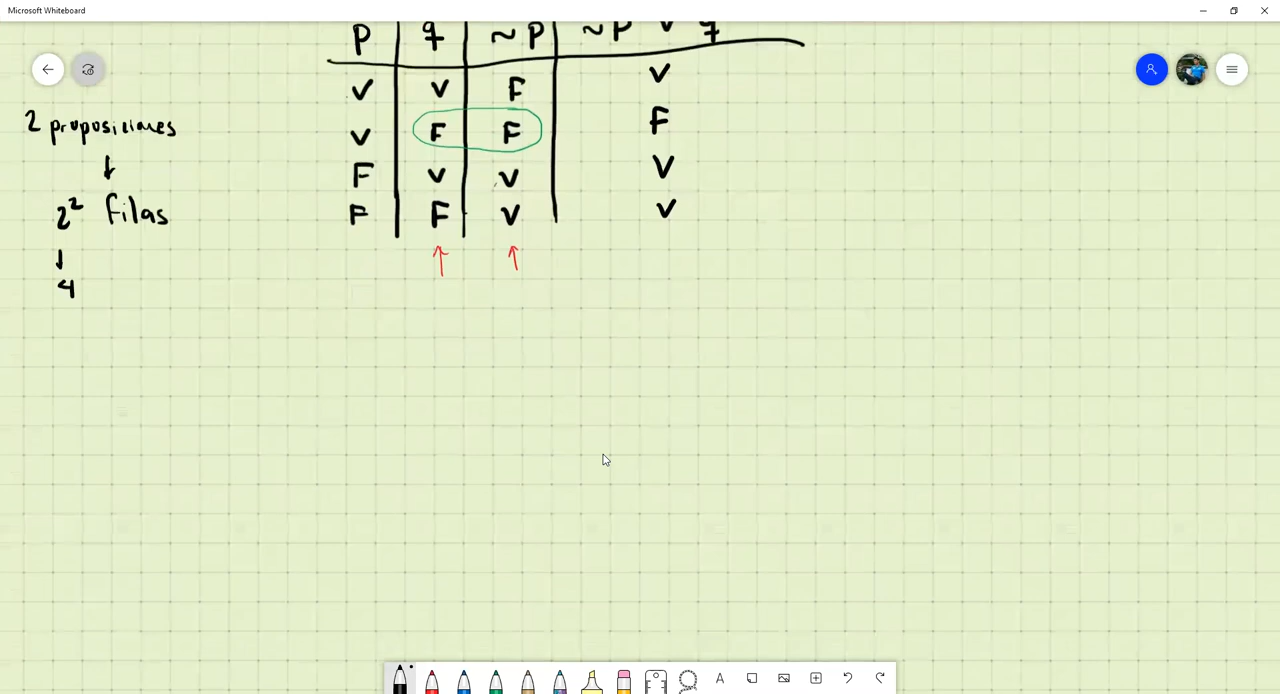 Microsoft Whiteboard
p q ~p ~p v q
V V F V
V F F F
F V V V
F F V V
2 proposiciones
↓
2² filas
↓
4
A